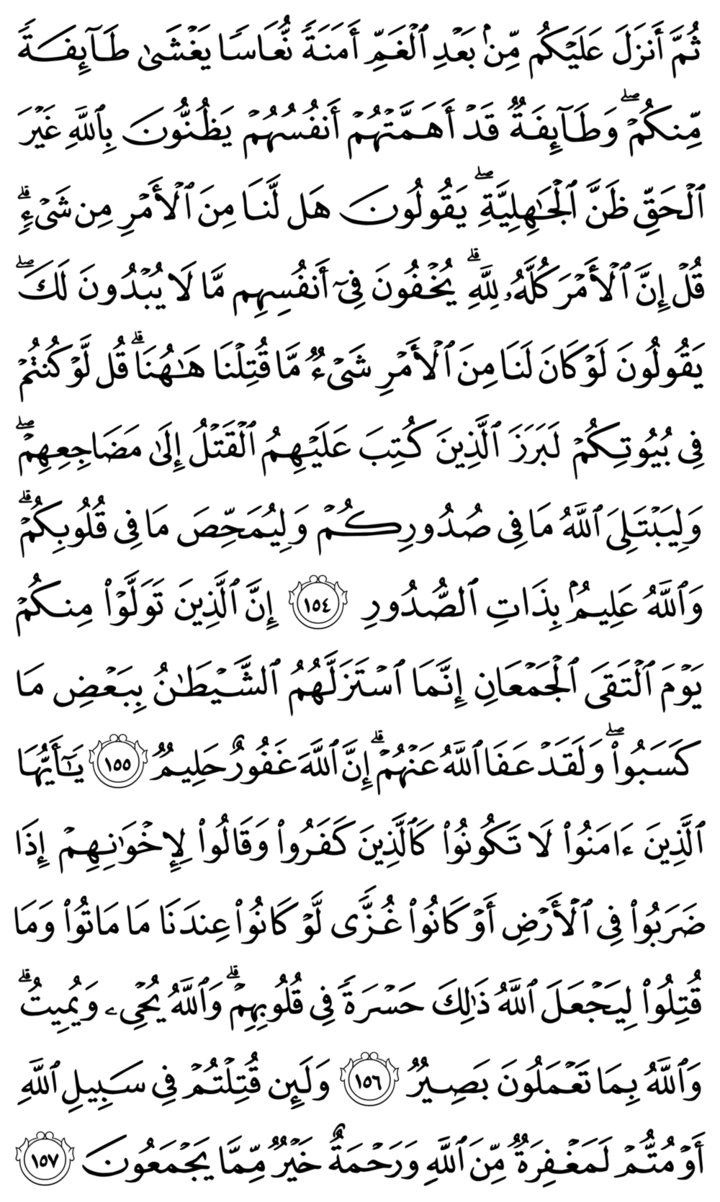 ثُمَّ أَنزَلَ عَلَيْكُم مِّنۢ بَعْدِ ٱلْغَمِّ أَمَنَةً نُّعَاسًا يَغْشَىٰ طَآئِفَةً
مِّنكُمْ ۖ وَطَآئِفَةٌ قَدْ أَهَمَّتْهُمْ أَنفُسُهُمْ يَظُنُّونَ بِٱللَّهِ غَيْرَ
ٱلْحَقِّ ظَنَّ ٱلْجَٰهِلِيَّةِ ۖ يَقُولُونَ هَل لَّنَا مِنَ ٱلْأَمْرِ مِن شَىْءٍ ۗ
قُلْ إِنَّ ٱلْأَمْرَ كُلَّهُۥ لِلَّهِ ۗ يُخْفُونَ فِىٓ أَنفُسِهِم مَّا لَا يُبْدُونَ لَكَ ۖ
يَقُولُونَ لَوْ كَانَ لَنَا مِنَ ٱلْأَمْرِ شَىْءٌ مَّا قُتِلْنَا هَٰهُنَا ۗ قُل لَّوْ كُنتُمْ
فِى بُيُوتِكُمْ لَبَرَزَ ٱلَّذِينَ كُتِبَ عَلَيْهِمُ ٱلْقَتْلُ إِلَىٰ مَضَاجِعِهِمْ ۖ
وَلِيَبْتَلِىَ ٱللَّهُ مَا فِى صُدُورِكُمْ وَلِيُمَحِّصَ مَا فِى قُلُوبِكُمْ ۗ
وَٱللَّهُ عَلِيمٌۢ بِذَاتِ ٱلصُّدُورِ ١٥٤ إِنَّ ٱلَّذِينَ تَوَلَّوْا۟ مِنكُمْ
يَوْمَ ٱلْتَقَى ٱلْجَمْعَانِ إِنَّمَا ٱسْتَزَلَّهُمُ ٱلشَّيْطَٰنُ بِبَعْضِ مَا
كَسَبُوا۟ ۖ وَلَقَدْ عَفَا ٱللَّهُ عَنْهُمْ ۗ إِنَّ ٱللَّهَ غَفُورٌ حَلِيمٌ ١٥٥ يَٰٓأَيُّهَا
ٱلَّذِينَ ءَامَنُوا۟ لَا تَكُونُوا۟ كَٱلَّذِينَ كَفَرُوا۟ وَقَالُوا۟ لِإِخْوَٰنِهِمْ إِذَا
ضَرَبُوا۟ فِى ٱلْأَرْضِ أَوْ كَانُوا۟ غُزًّى لَّوْ كَانُوا۟ عِندَنَا مَا مَاتُوا۟ وَمَا
قُتِلُوا۟ لِيَجْعَلَ ٱللَّهُ ذَٰلِكَ حَسْرَةً فِى قُلُوبِهِمْ ۗ وَٱللَّهُ يُحْىِۦ وَيُمِيتُ ۗ
وَٱللَّهُ بِمَا تَعْمَلُونَ بَصِيرٌ ١٥٦ وَلَئِن قُتِلْتُمْ فِى سَبِيلِ ٱللَّهِ
أَوْ مُتُّمْ لَمَغْفِرَةٌ مِّنَ ٱللَّهِ وَرَحْمَةٌ خَيْرٌ مِّمَّا يَجْمَعُونَ ١٥٧